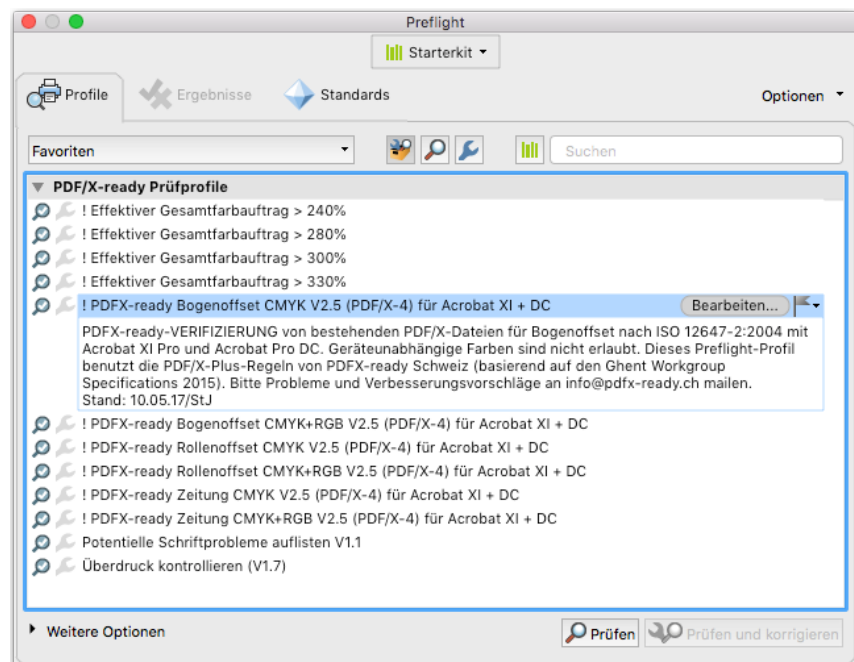 Preflight
Starterkit
Profile
Ergebnisse
Standards
Optionen
Favoriten
Suchen
PDF/X-ready Prüfprofile
! Effektiver Gesamtfarbauftrag > 240%
! Effektiver Gesamtfarbauftrag > 280%
! Effektiver Gesamtfarbauftrag > 300%
! Effektiver Gesamtfarbauftrag > 330%
! PDFX-ready Bogenoffset CMYK V2.5 (PDF/X-4) für Acrobat XI + DC
Bearbeiten...
PDFX-ready-VERIFIZIERUNG von bestehenden PDF/X-Dateien für Bogenoffset nach ISO 12647-2:2004 mit
Acrobat XI Pro und Acrobat Pro DC. Geräteunabhängige Farben sind nicht erlaubt. Dieses Preflight-Profil
benutzt die PDF/X-Plus-Regeln von PDFX-ready Schweiz (basierend auf den Ghent Workgroup
Specifications 2015). Bitte Probleme und Verbesserungsvorschläge an info@pdfx-ready.ch mailen.
Stand: 10.05.17/StJ
! PDFX-ready Bogenoffset CMYK+RGB V2.5 (PDF/X-4) für Acrobat XI + DC
! PDFX-ready Rollenoffset CMYK V2.5 (PDF/X-4) für Acrobat XI + DC
! PDFX-ready Rollenoffset CMYK+RGB V2.5 (PDF/X-4) für Acrobat XI + DC
! PDFX-ready Zeitung CMYK V2.5 (PDF/X-4) für Acrobat XI + DC
! PDFX-ready Zeitung CMYK+RGB V2.5 (PDF/X-4) für Acrobat XI + DC
Potentielle Schriftprobleme auflisten V1.1
Überdruck kontrollieren (V1.7)
Weitere Optionen
Prüfen
Prüfen und korrigieren